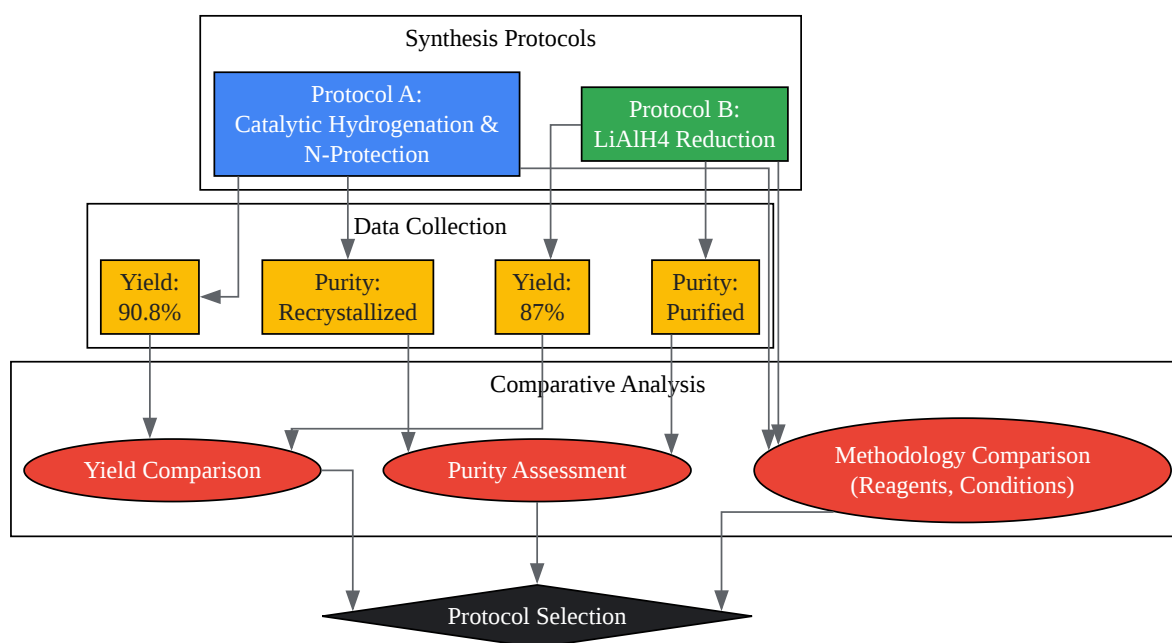 Synthesis Protocols
Protocol A:
Catalytic Hydrogenation &
N-Protection
Protocol B:
LiAlH4 Reduction
Data Collection
Yield:
90.8%
Purity:
Recrystallized
Yield:
87%
Purity:
Purified
Comparative Analysis
Yield Comparison
Purity Assessment
Methodology Comparison
(Reagents, Conditions)
Protocol Selection